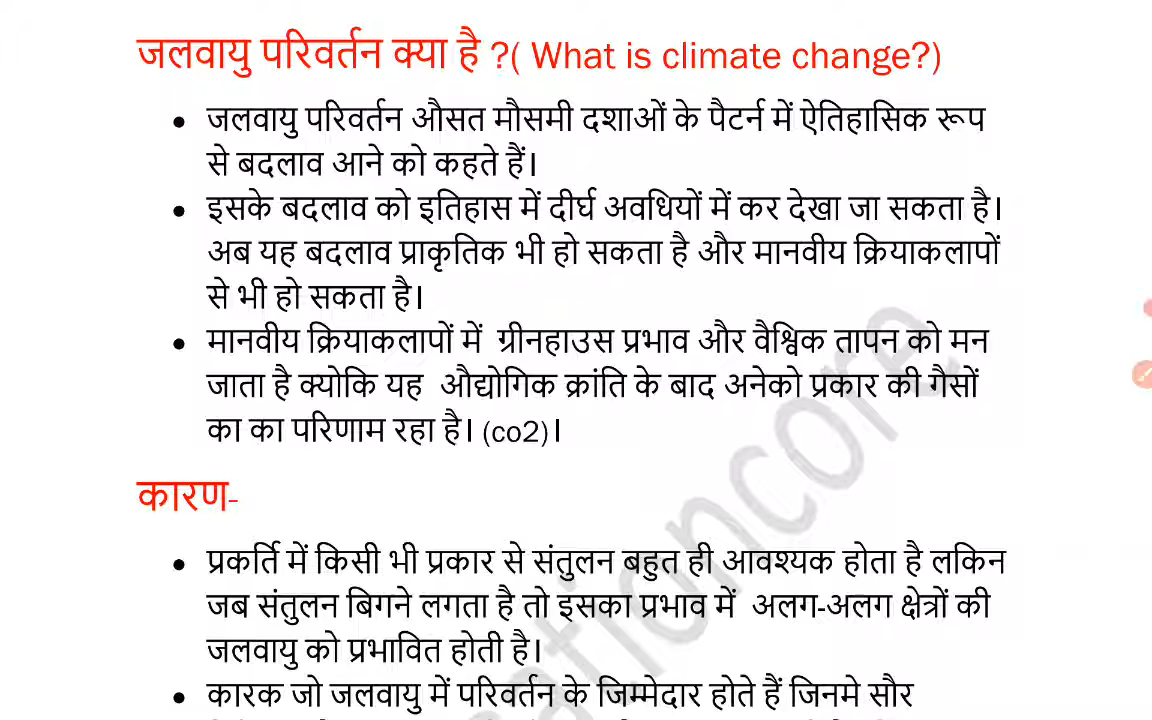 जलवायु परिवर्तन क्या है ?( What is climate change?)
• जलवायु परिवर्तन औसत मौसमी दशाओं के पैटर्न में ऐतिहासिक रूप
से बदलाव आने को कहते हैं।
• इसके बदलाव को इतिहास में दीर्घ अवधियों में कर देखा जा सकता है।
अब यह बदलाव प्राकृतिक भी हो सकता है और मानवीय क्रियाकलापों
से भी हो सकता है।
• मानवीय क्रियाकलापों में ग्रीनहाउस प्रभाव और वैश्विक तापन को मन
जाता है क्योकि यह औद्योगिक क्रांति के बाद अनेको प्रकार की गैसों
का का परिणाम रहा है। (co2)।
कारण-
• प्रकर्ति में किसी भी प्रकार से संतुलन बहुत ही आवश्यक होता है लकिन
जब संतुलन बिगने लगता है तो इसका प्रभाव में अलग-अलग क्षेत्रों की
जलवायु को प्रभावित होती है।
• कारक जो जलवायु में परिवर्तन के जिम्मेदार होते हैं जिनमे सौर